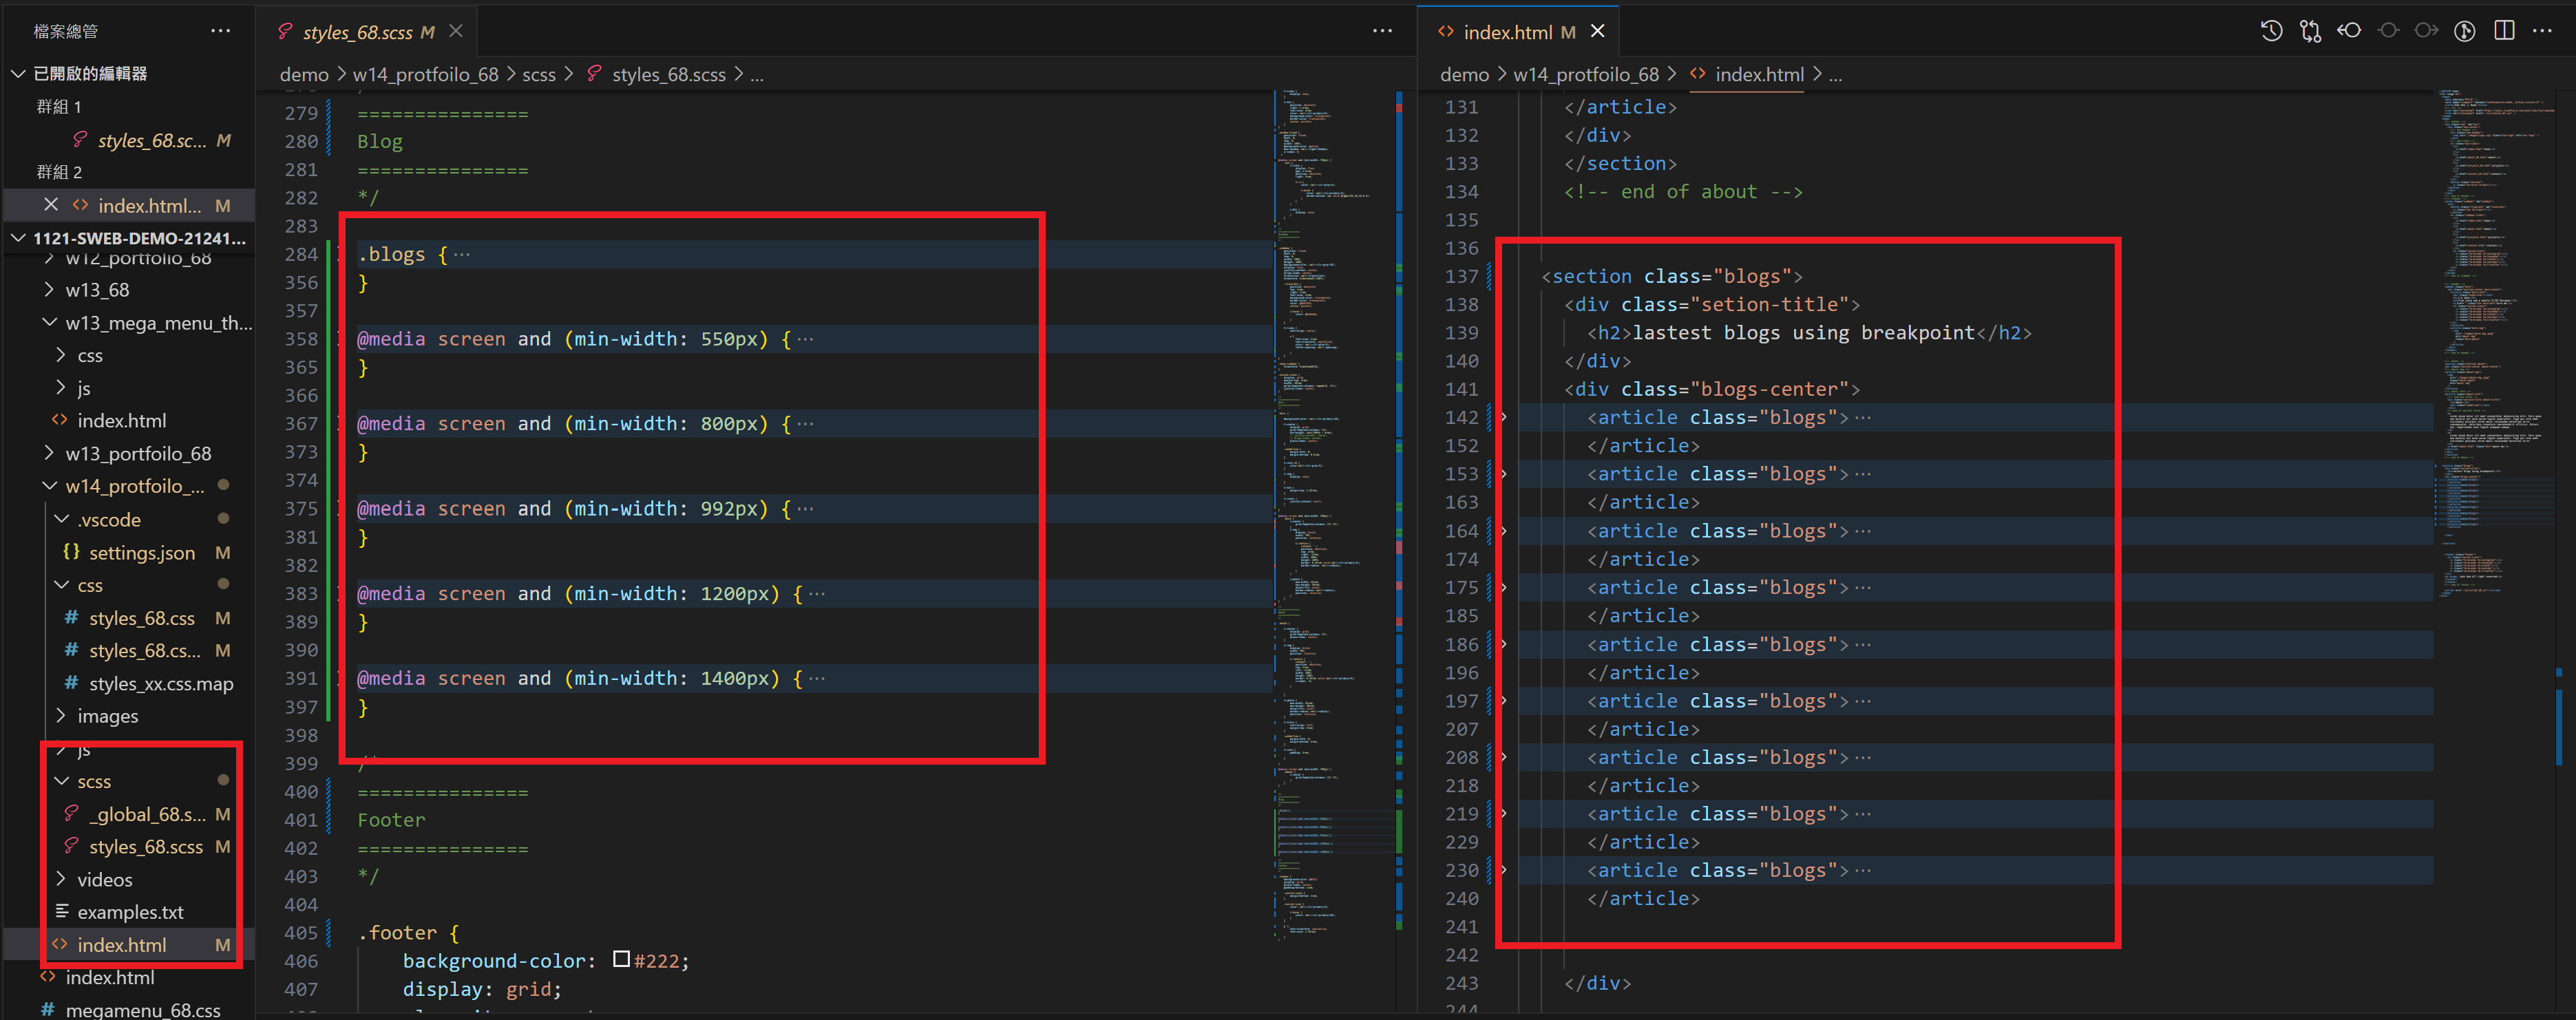 檔案總管
已開啟的編輯器
群組 1
styles_68.sc... M
群組 2
index.html... M
1121-SWEB-DEMO-21241...
w12_portfolio_68
w13_68
w13_mega_menu_th...
css
js
index.html
w13_portfoilo_68
w14_protfoilo_...
.vscode
settings.json M
css
styles_68.css M
styles_68.cs... M
styles_xx.css.map
images
js
scss
_global_68.s... M
styles_68.scss M
videos
examples.txt
index.html M
index.html
megamenu_68.css
styles_68.scss M
demo > w14_protfoilo_68 > scss > styles_68.scss > ...
279 ===============
280 Blog
281 ===============
282 */
283
284 .blogs {
356 }
357
358 @media screen and (min-width: 550px) {
365 }
366
367 @media screen and (min-width: 800px) {
373 }
374
375 @media screen and (min-width: 992px) {
381 }
382
383 @media screen and (min-width: 1200px) {
389 }
390
391 @media screen and (min-width: 1400px) {
397 }
398
399 /*
400 ===============
401 Footer
402 ===============
403 */
404
405 .footer {
406 background-color: #222;
407 display: grid;
index.html M
demo > w14_protfoilo_68 > index.html > ...
131 </article>
132 </div>
133 </section>
134 <!-- end of about -->
135
136
137 <section class="blogs">
138 <div class="setion-title">
139 <h2>lastest blogs using breakpoint</h2>
140 </div>
141 <div class="blogs-center">
142 <article class="blogs">
152 </article>
153 <article class="blogs">
163 </article>
164 <article class="blogs">
174 </article>
175 <article class="blogs">
185 </article>
186 <article class="blogs">
196 </article>
197 <article class="blogs">
207 </article>
208 <article class="blogs">
218 </article>
219 <article class="blogs">
229 </article>
230 <article class="blogs">
240 </article>
241
242
243 </div>
244